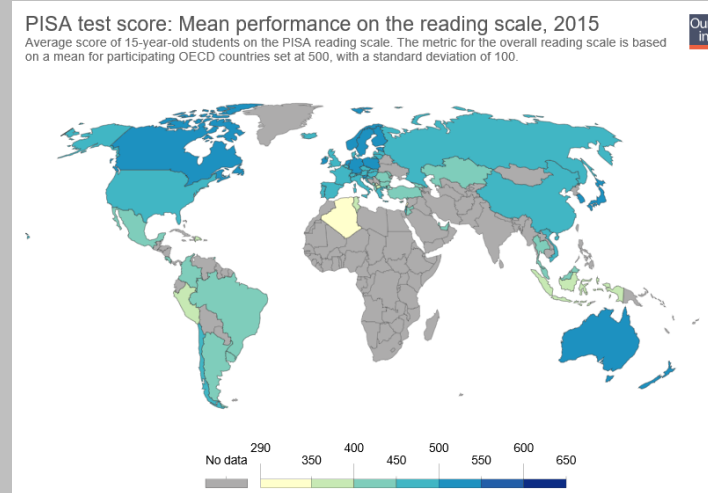 PISA test score: Mean performance on the reading scale, 2015
Average score of 15-year-old students on the PISA reading scale. The metric for the overall reading scale is based
on a mean for participating OECD countries set at 500, with a standard deviation of 100.
Ou
in
290 400 500 600
No data 350 450 550 650